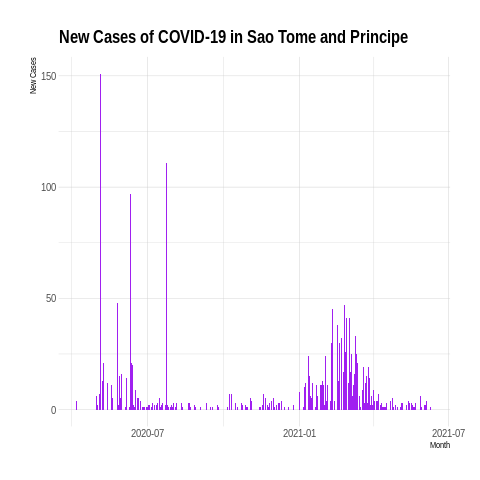 New Cases of COVID-19 in Sao Tome and Principe
New Cases
150
100
50
0
2020-07
2021-01
2021-07
Month